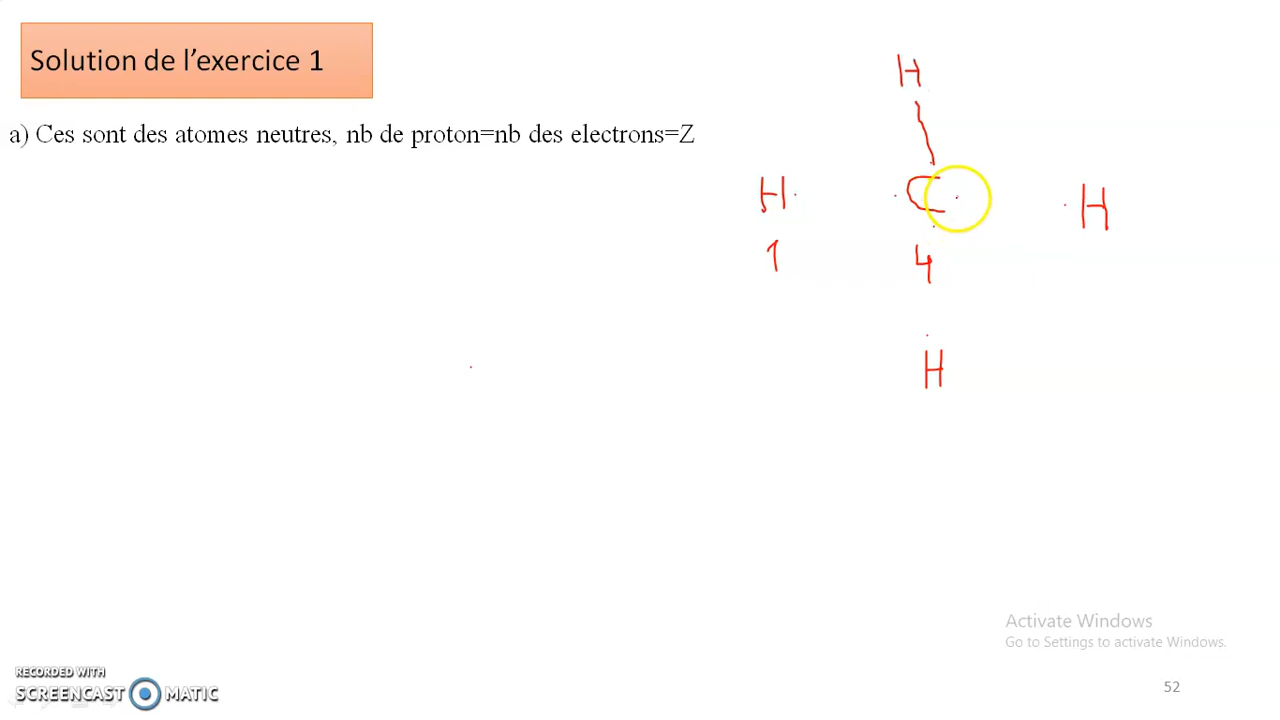 Solution de l'exercice 1
a) Ces sont des atomes neutres, nb de proton=nb des electrons=Z
H
H C H
1 4
H
Activate Windows
Go to Settings to activate Windows.
RECORDED WITH
SCREENCAST MATIC
52